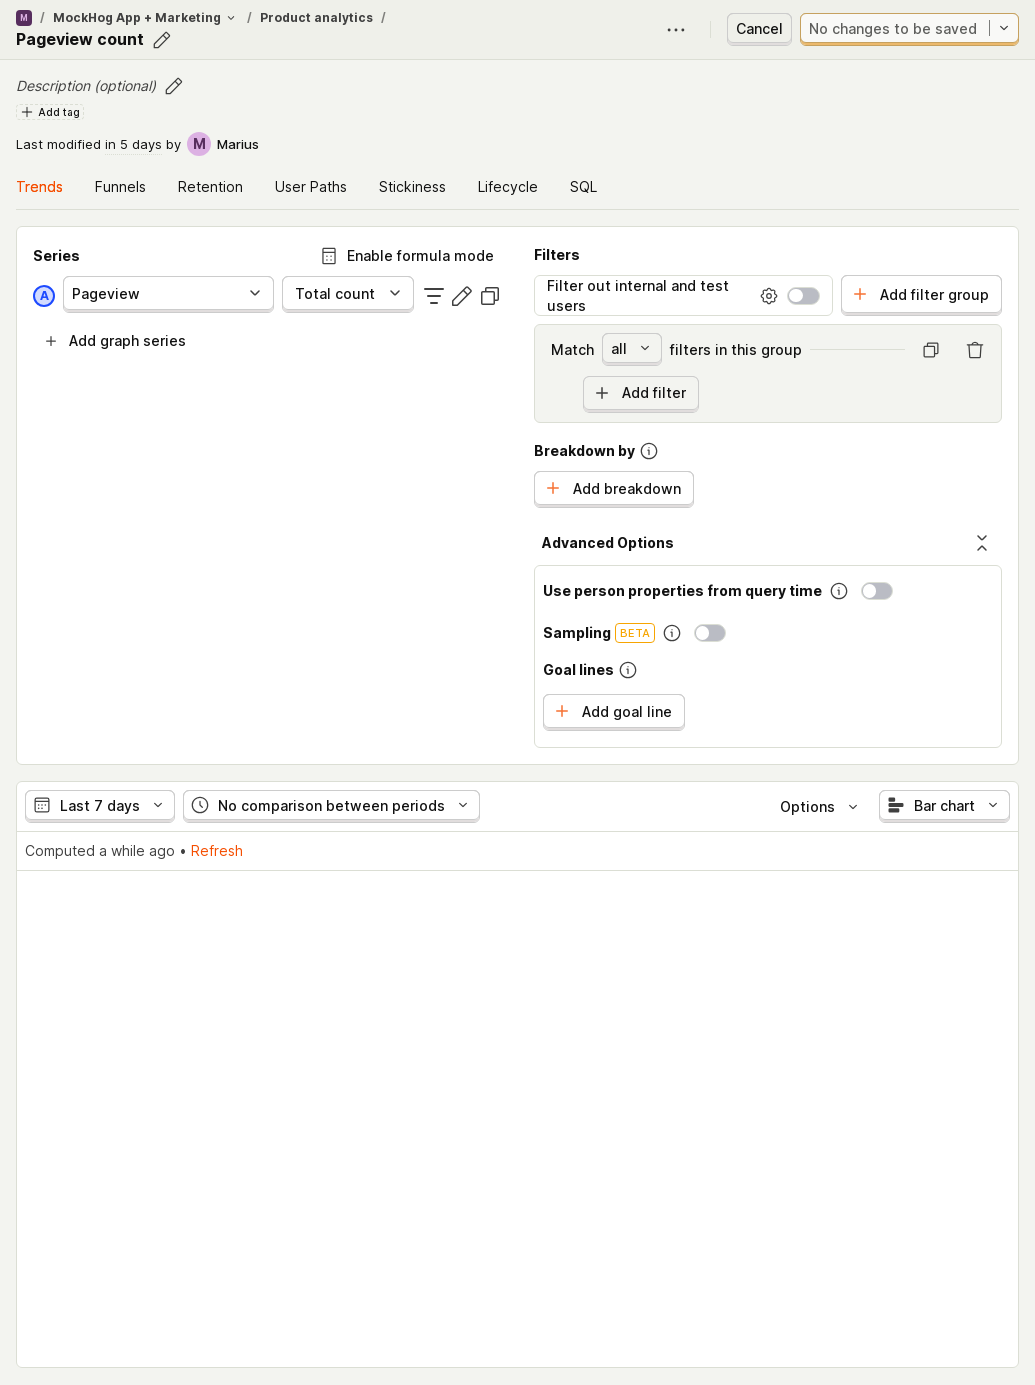 M / MockHog App + Marketing / Product analytics /
Pageview count
Cancel
No changes to be saved
Description (optional)
Add tag
Last modified in 5 days by M Marius
Trends Funnels Retention User Paths Stickiness Lifecycle SQL
Series
Enable formula mode
A Pageview Total count
Add graph series
Filters
Filter out internal and test
users
Add filter group
Match all filters in this group
Add filter
Breakdown by
Add breakdown
Advanced Options
Use person properties from query time
Sampling BETA
Goal lines
Add goal line
Last 7 days No comparison between periods Options Bar chart
Computed a while ago • Refresh